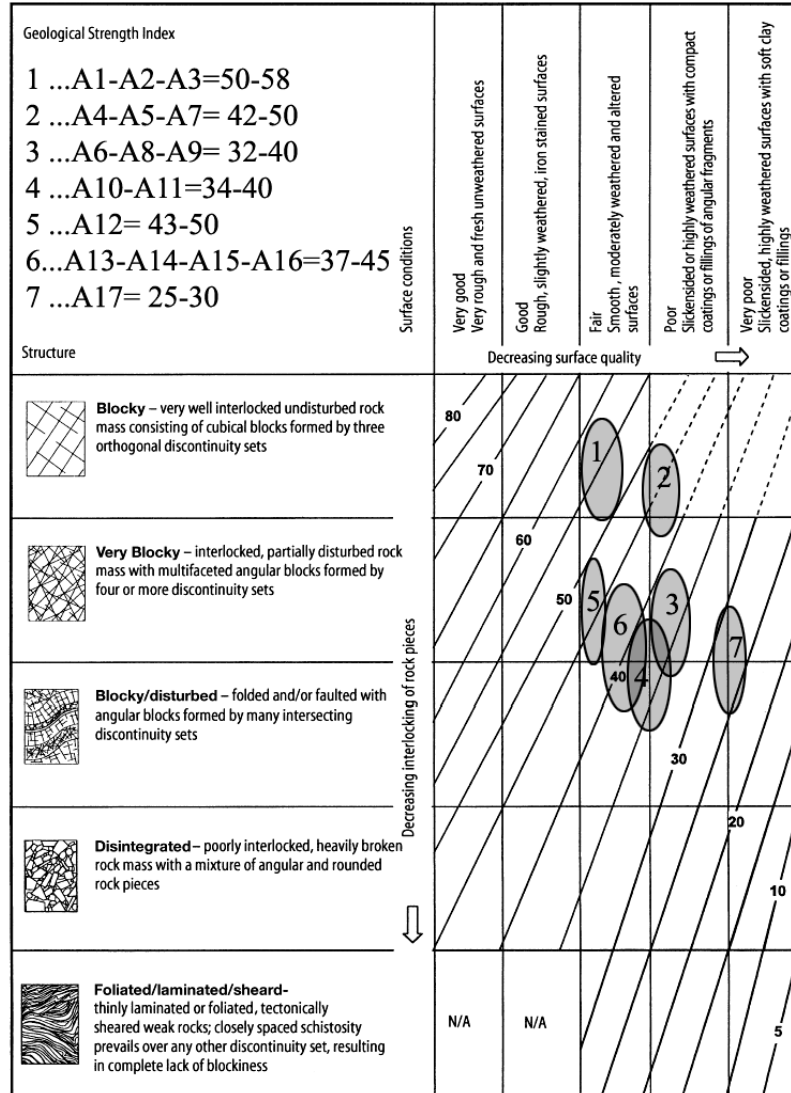 Geological Strength Index
1 ...A1-A2-A3=50-58
2 ...A4-A5-A7= 42-50
3 ...A6-A8-A9= 32-40
4 ...A10-A11=34-40
5 ...A12= 43-50
6...A13-A14-A15-A16=37-45
7 ...A17= 25-30
Structure
Surface conditions
Very good
Very rough and fresh unweathered surfaces
Good
Rough, slightly weathered, iron stained surfaces
Fair
Smooth , moderately weathered and altered
surfaces
Poor
Slickensided or highly weathered surfaces with compact
coatings or fillings of angular fragments
Very poor
Slickensided, highly weathered surfaces with soft clay
coatings or fillings
Decreasing surface quality
Blocky – very well interlocked undisturbed rock
mass consisting of cubical blocks formed by three
orthogonal discontinuity sets
Very Blocky – interlocked, partially disturbed rock
mass with multifaceted angular blocks formed by
four or more discontinuity sets
Blocky/disturbed – folded and/or faulted with
angular blocks formed by many intersecting
discontinuity sets
Disintegrated – poorly interlocked, heavily broken
rock mass with a mixture of angular and rounded
rock pieces
Foliated/laminated/sheard-
thinly laminated or foliated, tectonically
sheared weak rocks; closely spaced schistosity
prevails over any other discontinuity set, resulting
in complete lack of blockiness
Decreasing interlocking of rock pieces
80
70
60
50
40
30
20
10
5
1
2
5
6
3
4
7
N/A
N/A